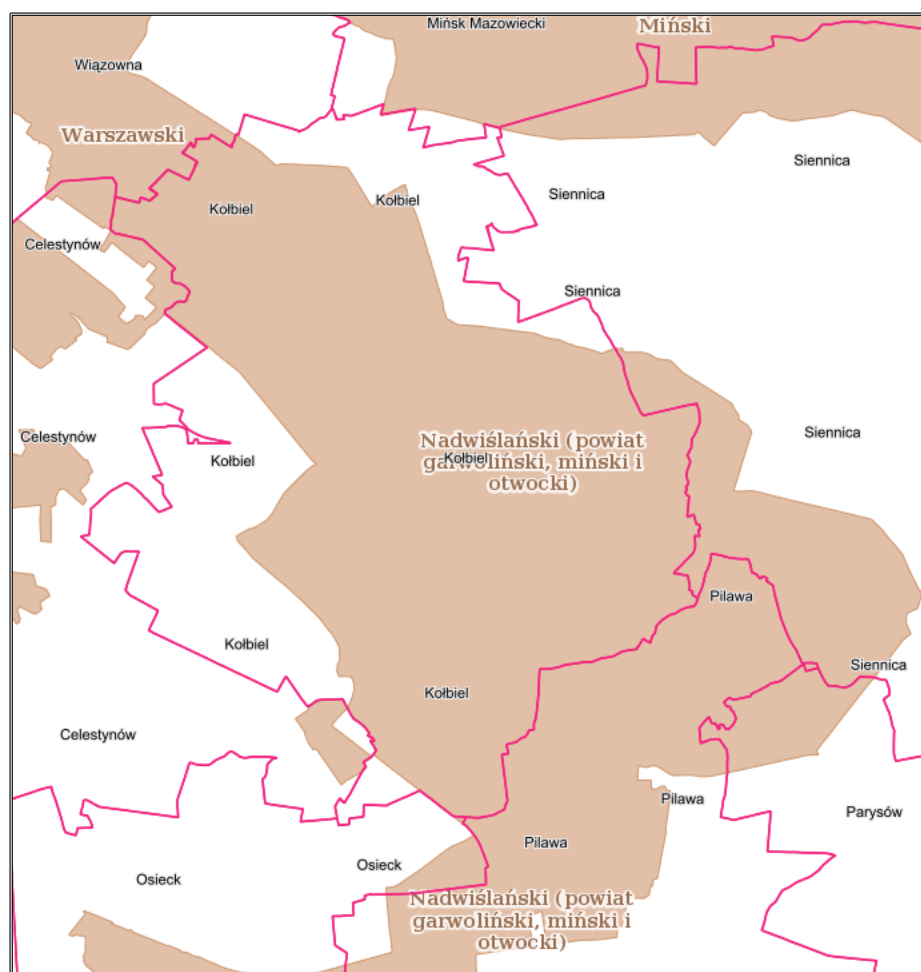 Mińsk Mazowiecki
Miński
Wiązowna
Warszawski
Siennica
Kołbiel
Kołbiel
Siennica
Celestynów
Siennica
Celestynów
Kołbiel
Nadwiślański (powiat
garwoliński, miński i
otwocki)
Kołbiel
Siennica
Pilawa
Kołbiel
Siennica
Kołbiel
Celestynów
Pilawa
Parysów
Osieck
Osieck
Pilawa
Nadwiślański (powiat
garwoliński, miński i
otwocki)